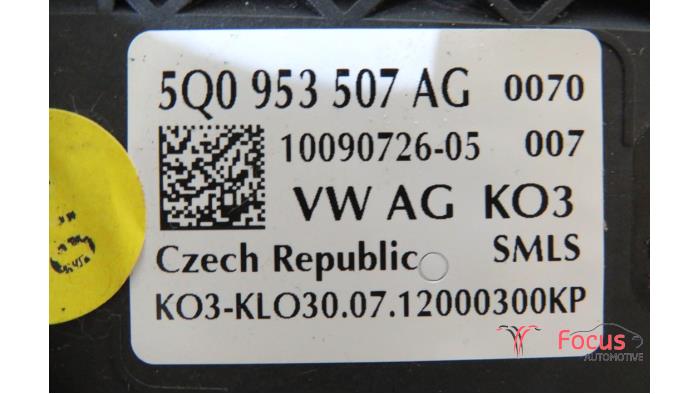 5Q0 953 507 AG 0070
10090726-05 007
VW AG KO3
Czech Republic SMLS
KO3-KLO30.07.12000300KP
Focus
AUTOMOTIVE